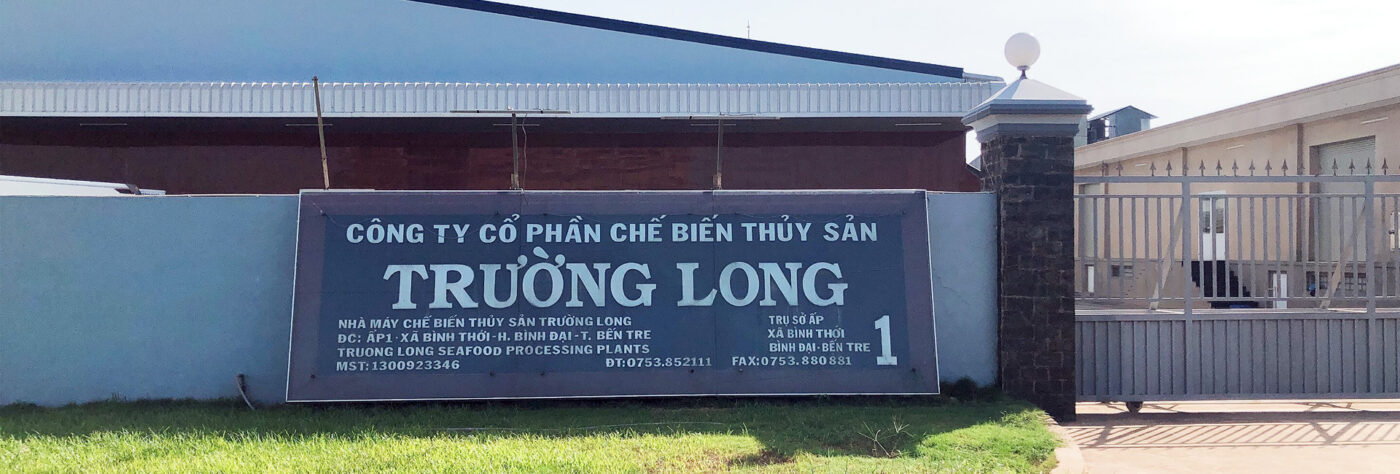 CÔNG TY CỔ PHẦN CHẾ BIẾN THỦY SẢN
TRƯỜNG LONG
NHÀ MÁY CHẾ BIẾN THỦY SẢN TRƯỜNG LONG
ĐC: ẤP1 · XÃ BÌNH THỚI · H. BÌNH ĐẠI · T. BẾN TRE
TRUONG LONG SEAFOOD PROCESSING PLANTS
MST: 1300923346
ĐT:0753.852111 FAX:0753.880881
TRỤ SỞ ẤP
XÃ BÌNH THỚI
BÌNH ĐẠI · BẾN TRE
1